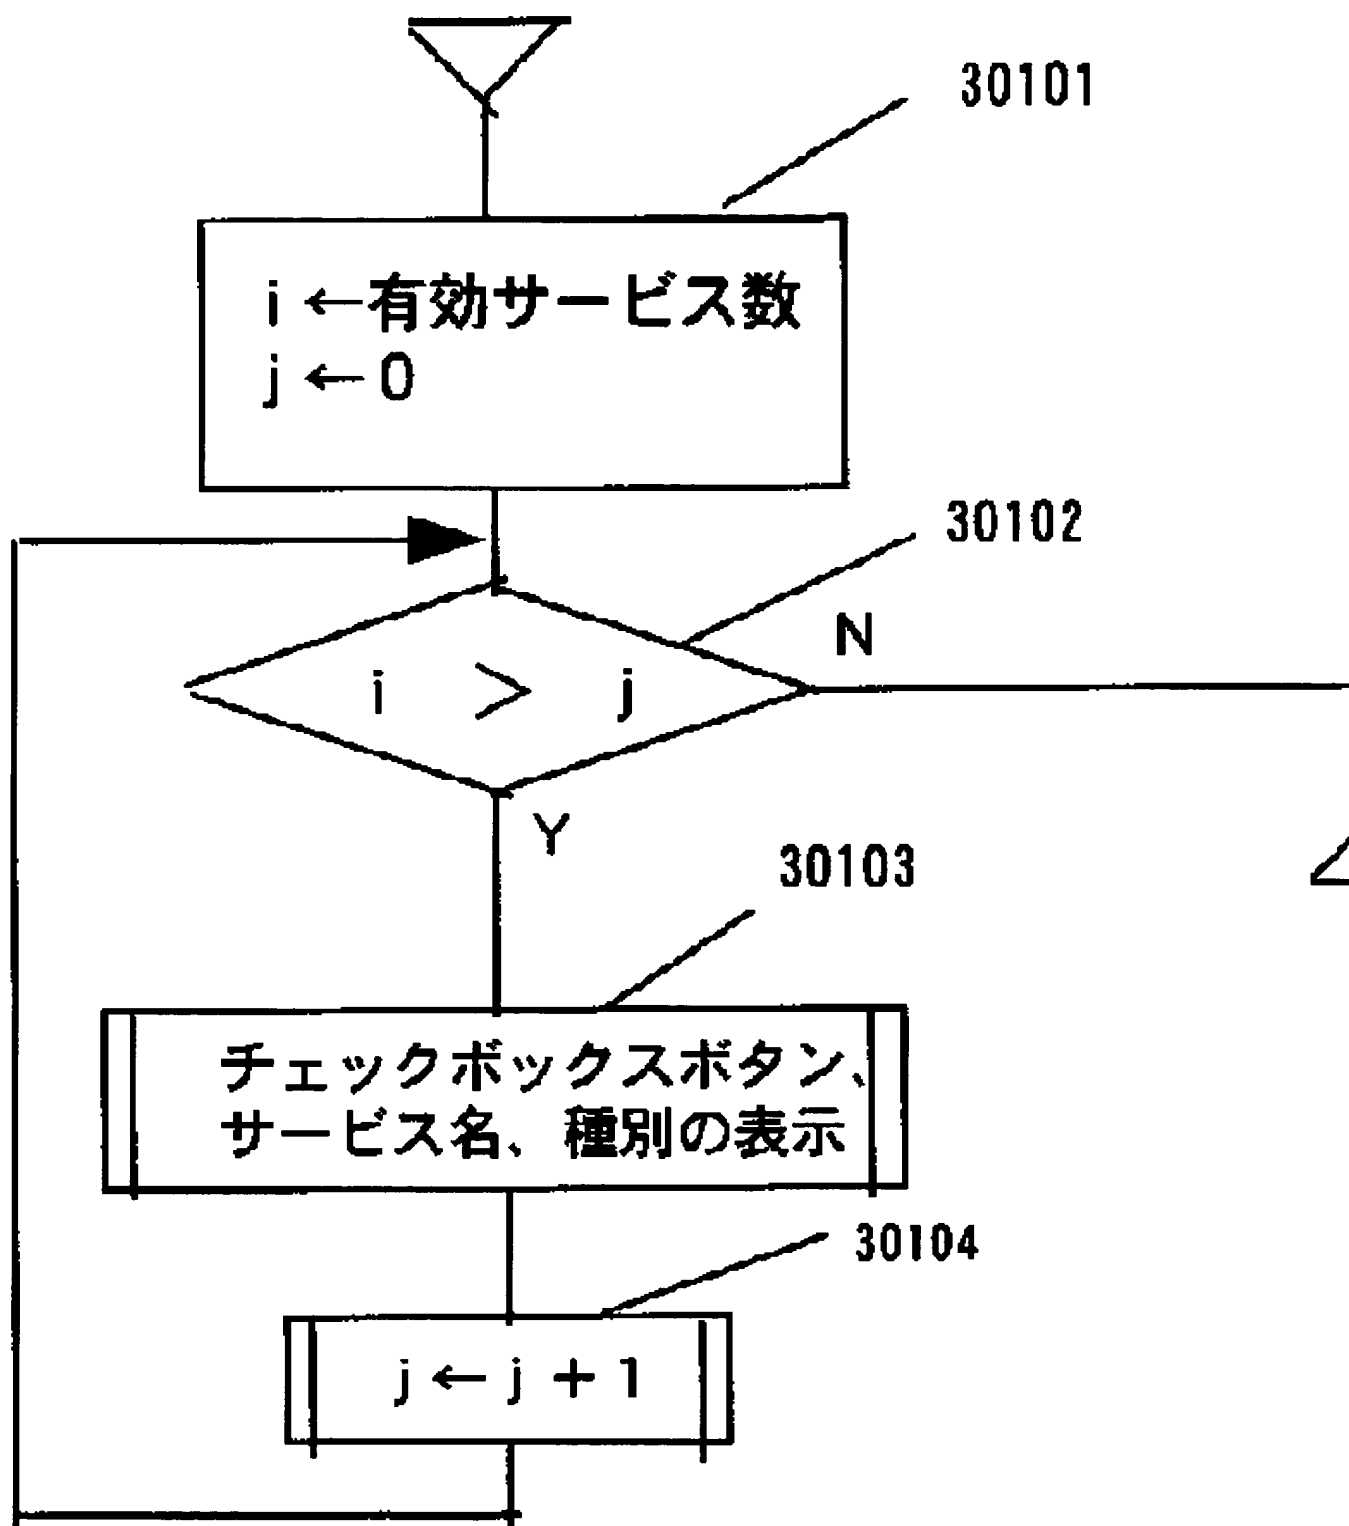 30101
i ←有効サービス数
j ←0
30102
N
i > j
Y
30103
チェックボックスボタン、
サービス名、種別の表示
30104
j ← j + 1